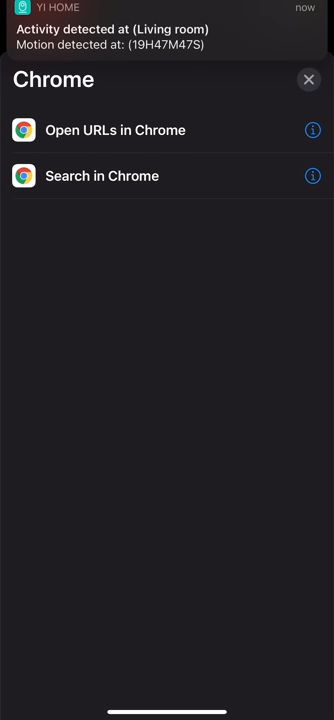 YI HOME
now
Activity detected at (Living room)
Motion detected at: (19H47M47S)
Chrome
Open URLs in Chrome
Search in Chrome